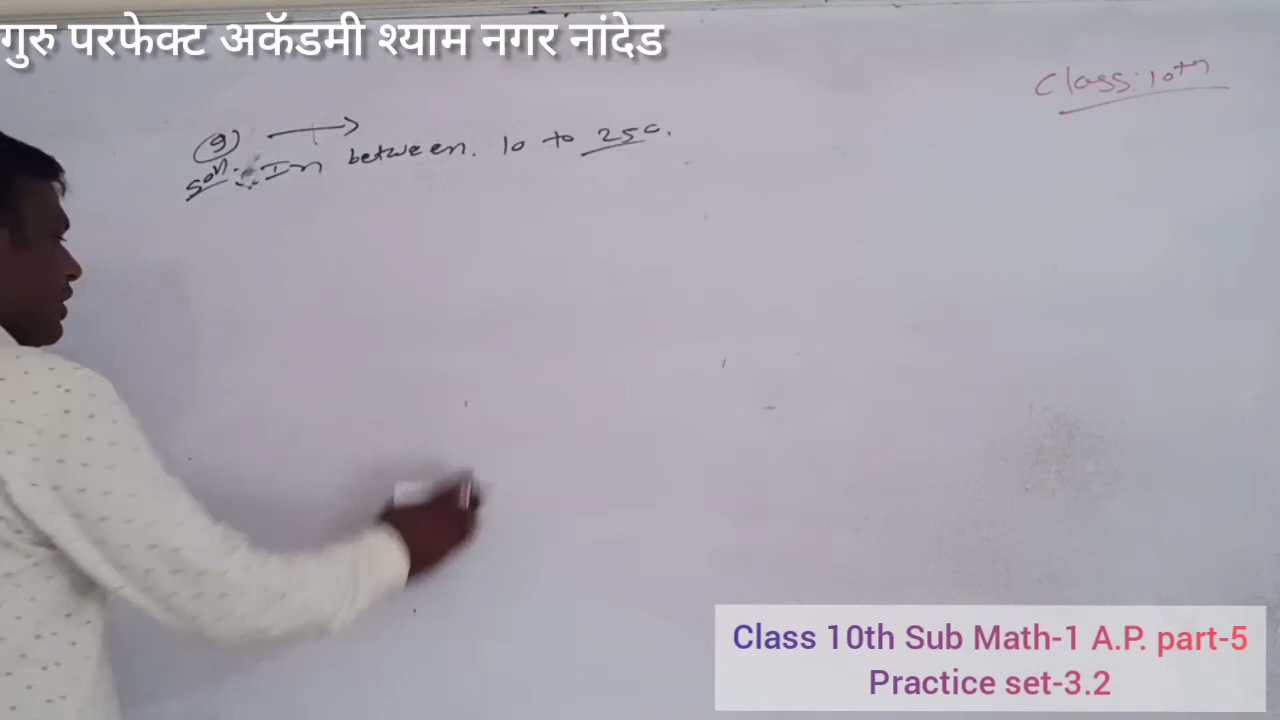 गुरु परफेक्ट अकॅडमी श्याम नगर नांदेड
Class: 10th
9) →
Soln: In between. 10 to 250.
Class 10th Sub Math-1 A.P. part-5
Practice set-3.2